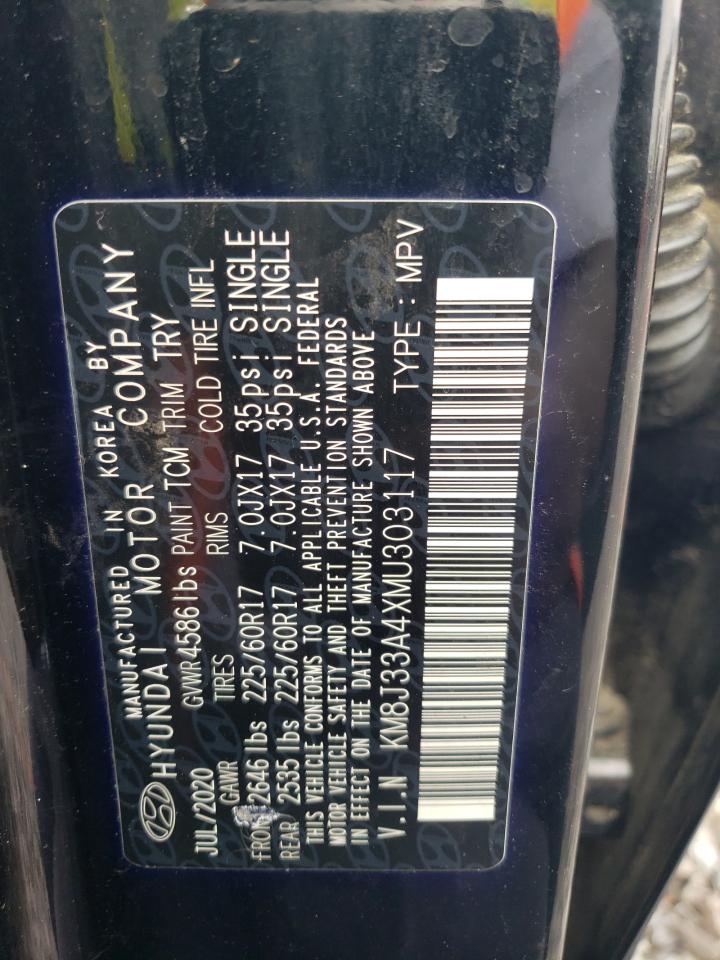 MANUFACTURED IN KOREA BY
HYUNDAI MOTOR COMPANY
JUL/2020 GVWR 4586 lbs PAINT TCM TRIM TRY
GAWR TIRES RIMS COLD TIRE INFL
FRONT 2646 lbs 225/60R17 7.0JX17 35psi SINGLE
REAR 2535 lbs 225/60R17 7.0JX17 35psi SINGLE
THIS VEHICLE CONFORMS TO ALL APPLICABLE U.S.A. FEDERAL
MOTOR VEHICLE SAFETY AND THEFT PREVENTION STANDARDS
IN EFFECT ON THE DATE OF MANUFACTURE SHOWN ABOVE
V.I.N KM8J33A4XMU303117 TYPE : MPV